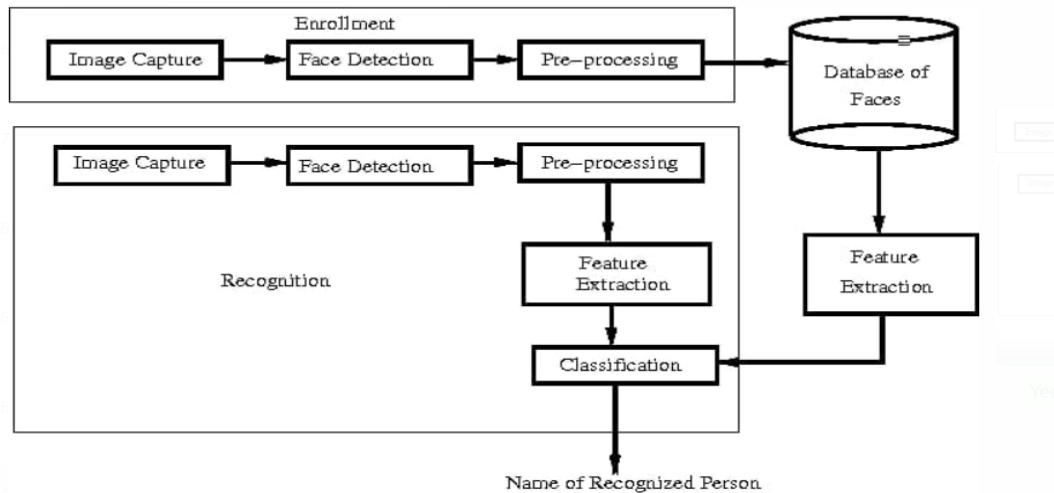 Enrollment
Image Capture
Face Detection
Pre-processing
Database of
Faces
Image Capture
Face Detection
Pre-processing
Recognition
Feature
Extraction
Feature
Extraction
Classification
Name of Recognized Person